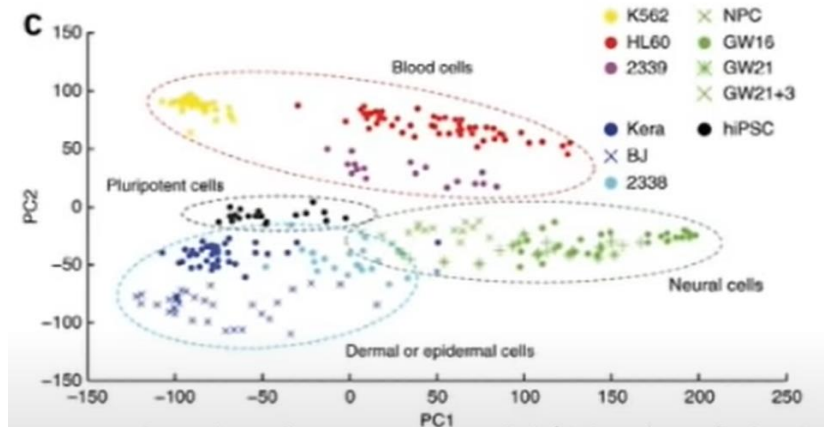 C
K562
HL60
2339
NPC
GW16
GW21
GW21+3
Kera
BJ
2338
hiPSC
Blood cells
Pluripotent cells
Neural cells
Dermal or epidermal cells
PC2
150
100
50
0
−50
−100
−150
−150
−100
−50
0
50
100
150
200
250
PC1